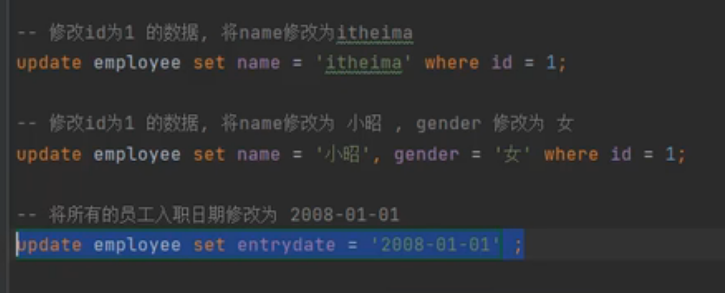 -- 修改id为1 的数据, 将name修改为itheima
update employee set name = 'itheima' where id = 1;
-- 修改id为1 的数据, 将name修改为 小昭 , gender 修改为 女
update employee set name = '小昭', gender = '女' where id = 1;
-- 将所有的员工入职日期修改为 2008-01-01
update employee set entrydate = '2008-01-01' ;